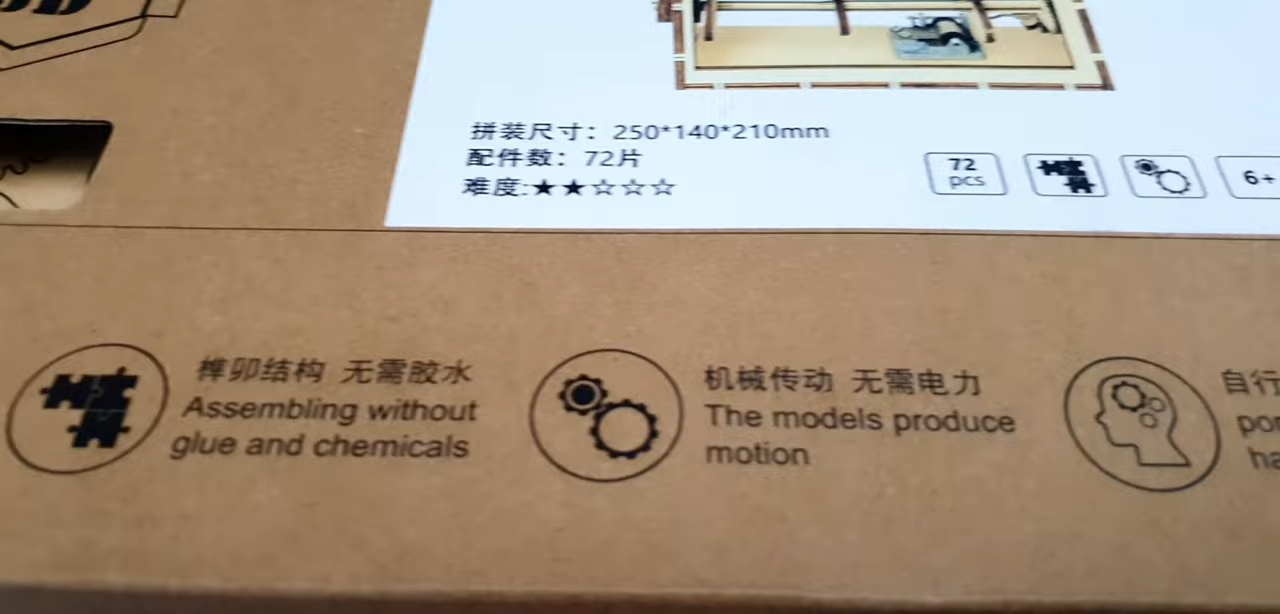 拼装尺寸：250*140*210mm
配件数：72片
难度:★★☆☆☆
72
pcs
6+
榫卯结构 无需胶水
Assembling without
glue and chemicals
机械传动 无需电力
The models produce
motion
自行